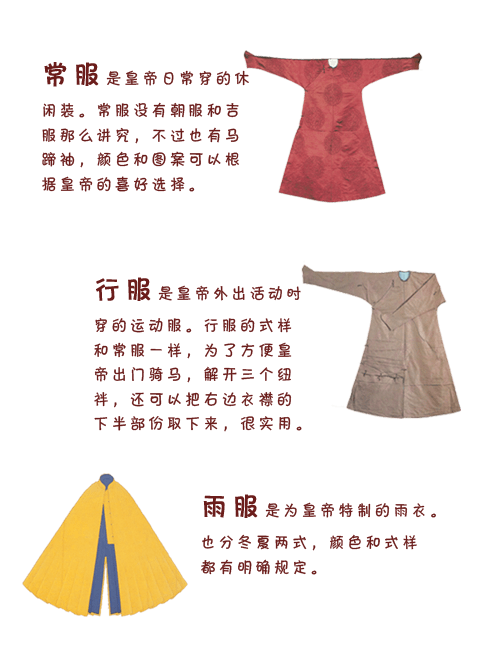 常服是皇帝日常穿的休
闲装。常服没有朝服和吉
服那么讲究，不过也有马
蹄袖，颜色和图案可以根
据皇帝的喜好选择。
行服是皇帝外出活动时
穿的运动服。行服的式样
和常服一样，为了方便皇
帝出门骑马，解开三个纽
袢，还可以把右边衣襟的
下半部份取下来，很实用。
雨服是为皇帝特制的雨衣。
也分冬夏两式，颜色和式样
都有明确规定。